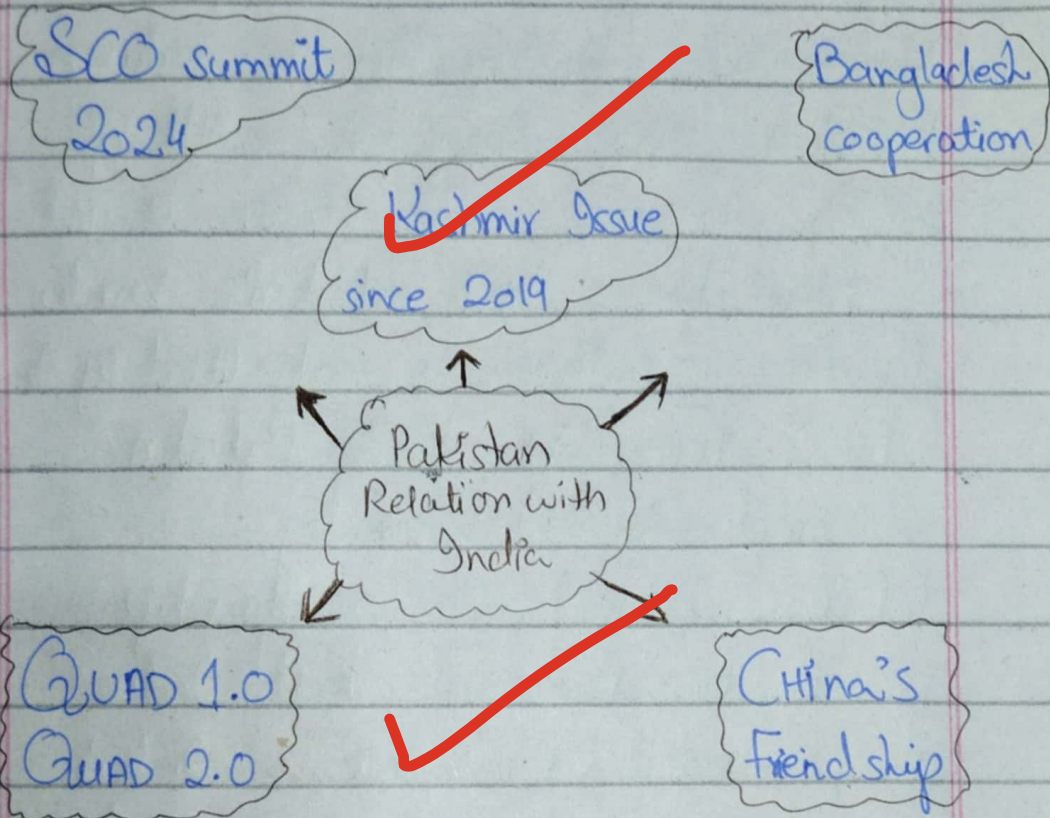 SCO summit
2024
Bangladesh
cooperation
Kashmir Issue
since 2019
Pakistan
Relation with
India
QUAD 1.0
QUAD 2.0
CHina's
Friendship